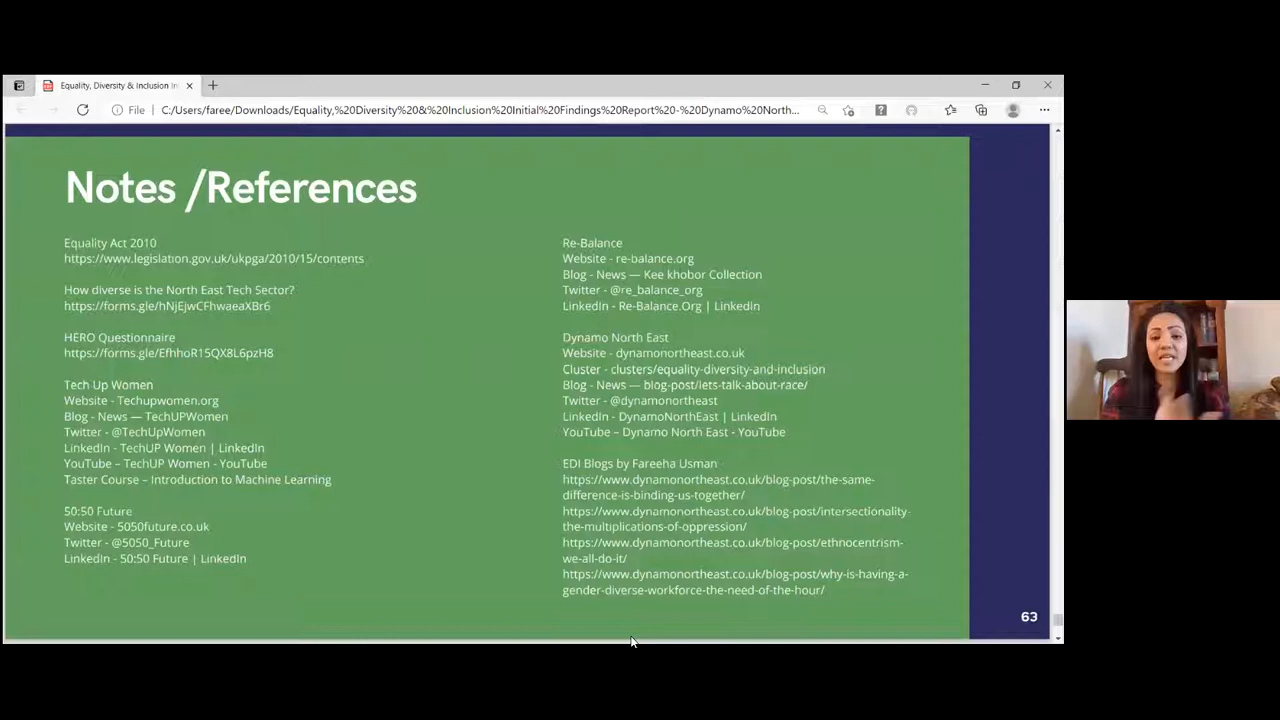 Equality, Diversity & Inclusion In
File
C:/Users/faree/Downloads/Equality,%20Diversity%20&%20Inclusion%20Initial%20Findings%20Report%20-%20Dynamo%20North...
Notes /References
Equality Act 2010
https://www.legislation.gov.uk/ukpga/2010/15/contents
How diverse is the North East Tech Sector?
https://forms.gle/hNjEjwCFhwaeaXBr6
HERO Questionnaire
https://forms.gle/EfhhoR15QX8L6pzH8
Tech Up Women
Website - Techupwomen.org
Blog - News — TechUPWomen
Twitter - @TechUpWomen
LinkedIn - TechUP Women | LinkedIn
YouTube – TechUP Women - YouTube
Taster Course – Introduction to Machine Learning
50:50 Future
Website - 5050future.co.uk
Twitter - @5050_Future
LinkedIn - 50:50 Future | LinkedIn
Re-Balance
Website - re-balance.org
Blog - News — Kee khobor Collection
Twitter - @re_balance_org
LinkedIn - Re-Balance.Org | LinkedIn
Dynamo North East
Website - dynamonortheast.co.uk
Cluster - clusters/equality-diversity-and-inclusion
Blog - News — blog-post/lets-talk-about-race/
Twitter - @dynamonortheast
LinkedIn - DynamoNorthEast | LinkedIn
YouTube – Dynamo North East - YouTube
EDI Blogs by Fareeha Usman
https://www.dynamonortheast.co.uk/blog-post/the-same-
difference-is-binding-us-together/
https://www.dynamonortheast.co.uk/blog-post/intersectionality-
the-multiplications-of-oppression/
https://www.dynamonortheast.co.uk/blog-post/ethnocentrism-
we-all-do-it/
https://www.dynamonortheast.co.uk/blog-post/why-is-having-a-
gender-diverse-workforce-the-need-of-the-hour/
63